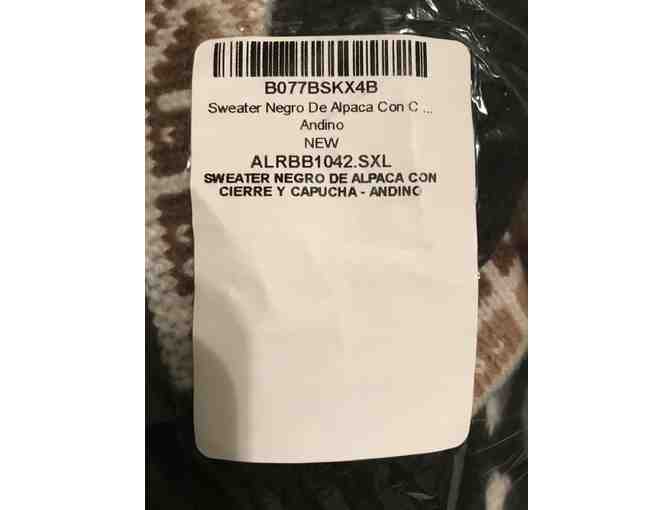 B077BSKX4B
Sweater Negro De Alpaca Con C ...
Andino
NEW
ALRBB1042.SXL
SWEATER NEGRO DE ALPACA CON
CIERRE Y CAPUCHA - ANDINO